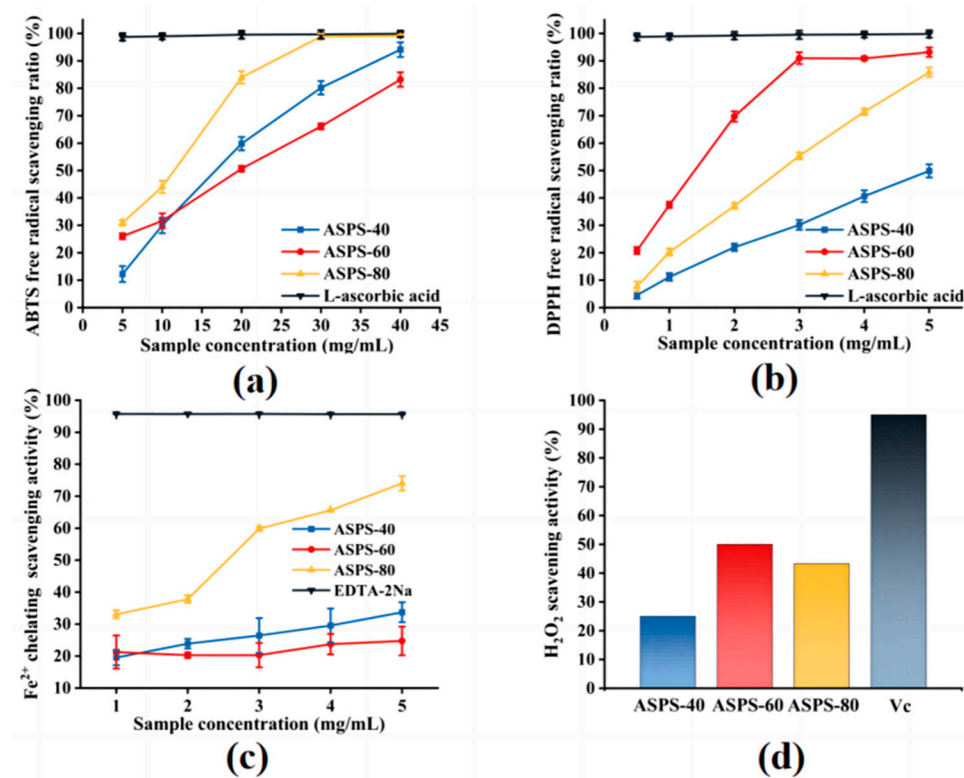 ABTS free radical scavenging ratio (%)
100
90
80
70
60
50
40
30
20
10
0
ASPS-40
ASPS-60
ASPS-80
L-ascorbic acid
0 5 10 15 20 25 30 35 40 45
Sample concentration (mg/mL)
(a)
DPPH free radical scavenging ratio (%)
100
90
80
70
60
50
40
30
20
10
0
ASPS-40
ASPS-60
ASPS-80
L-ascorbic acid
0 1 2 3 4 5
Sample concentration (mg/mL)
(b)
Fe²⁺ chelating scavenging activity (%)
100
90
80
70
60
50
40
30
20
10
ASPS-40
ASPS-60
ASPS-80
EDTA-2Na
1 2 3 4 5
Sample concentration (mg/mL)
(c)
H₂O₂ scavening activity (%)
100
90
80
70
60
50
40
30
20
10
0
ASPS-40 ASPS-60 ASPS-80 Vc
(d)